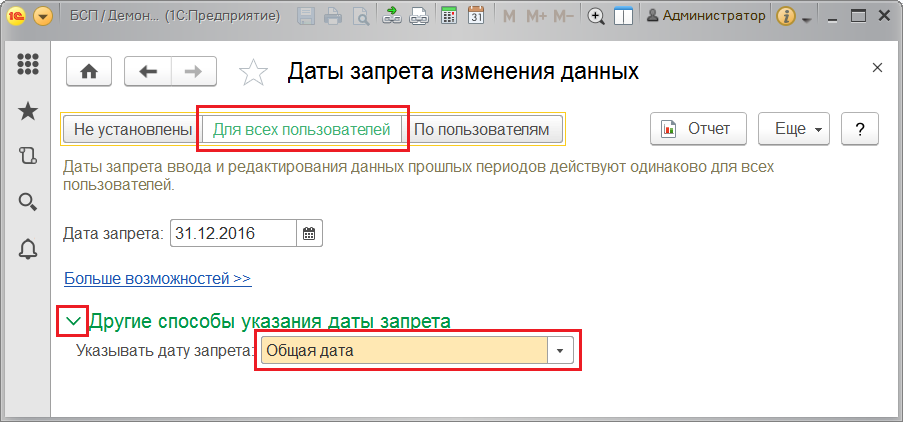 1С БСП / Демон... (1С:Предприятие) 31 M M+ M- Администратор i
Даты запрета изменения данных
Не установлены Для всех пользователей По пользователям Отчет Еще ?
Даты запрета ввода и редактирования данных прошлых периодов действуют одинаково для всех
пользователей.
Дата запрета: 31.12.2016
Больше возможностей >>
Другие способы указания даты запрета
Указывать дату запрета: Общая дата